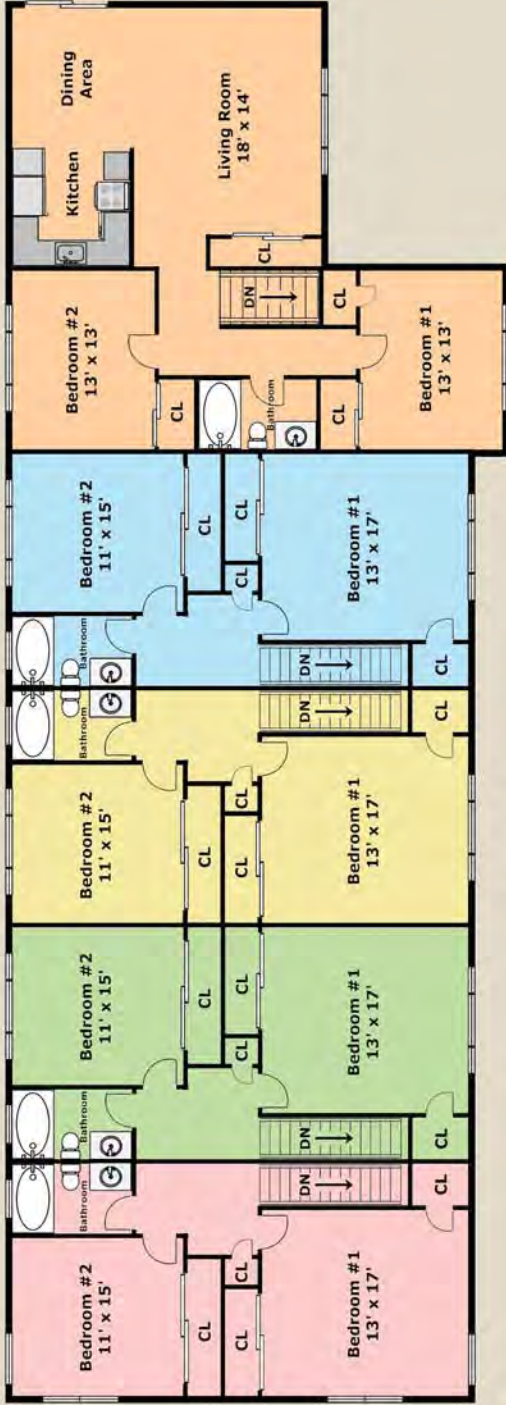 Bedroom #2
11' x 15'
Bathroom
CL
CL
CL
Bedroom #1
13' x 17'
DN
CL
Bedroom #2
11' x 15'
Bathroom
CL
CL
CL
Bedroom #1
13' x 17'
DN
CL
Bedroom #2
11' x 15'
Bathroom
CL
CL
CL
Bedroom #1
13' x 17'
DN
CL
Bedroom #2
11' x 15'
Bathroom
CL
CL
CL
Bedroom #1
13' x 17'
DN
CL
Bedroom #2
13' x 13'
CL
Bathroom
CL
Bedroom #1
13' x 13'
CL
DN
CL
Kitchen
Dining
Area
Living Room
18' x 14'